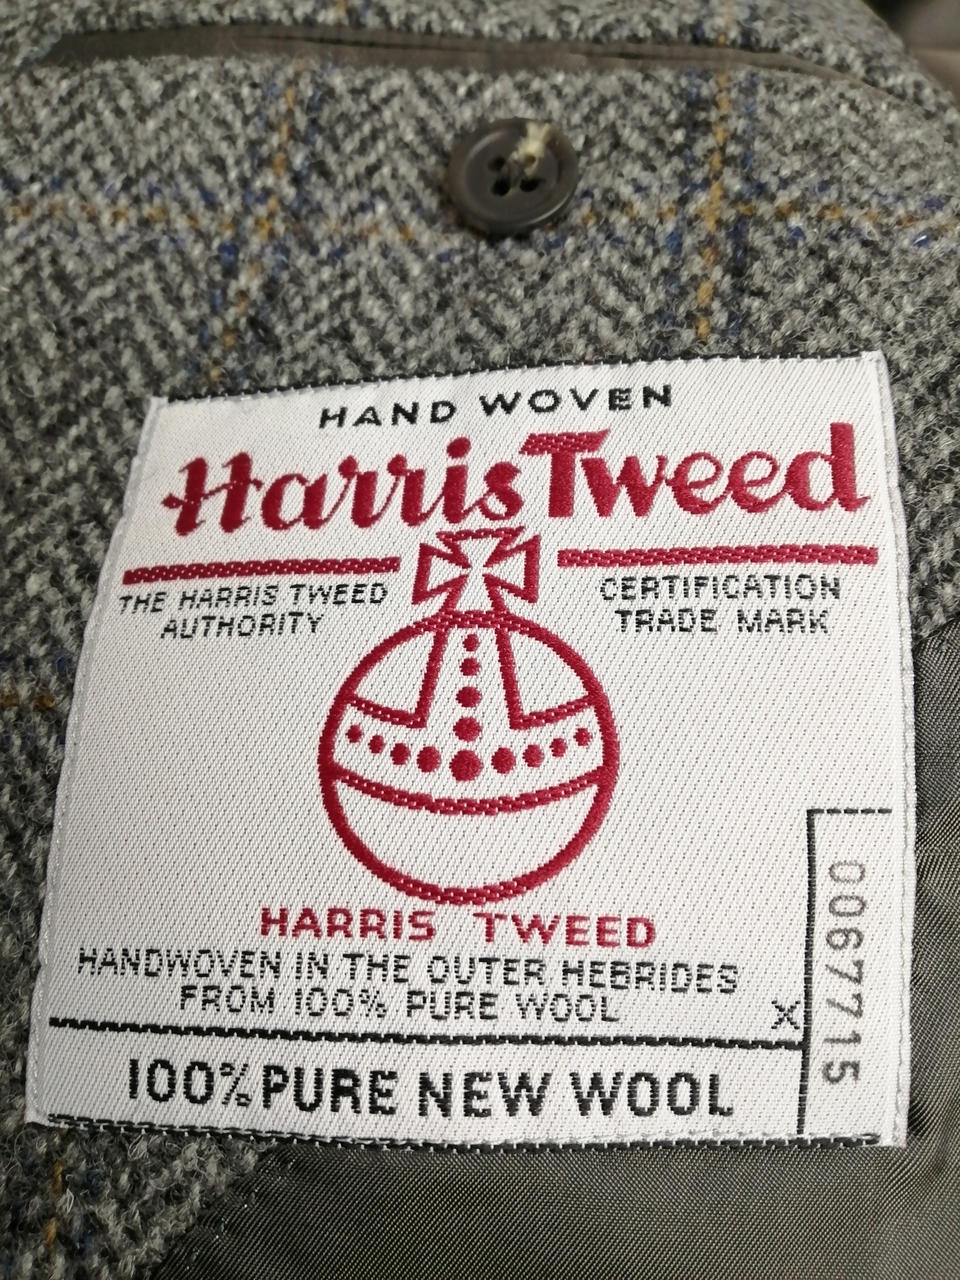 HAND WOVEN
Harris Tweed
THE HARRIS TWEED
AUTHORITY
CERTIFICATION
TRADE MARK
HARRIS TWEED
HANDWOVEN IN THE OUTER HEBRIDES
FROM 100% PURE WOOL
X
100% PURE NEW WOOL
0067715